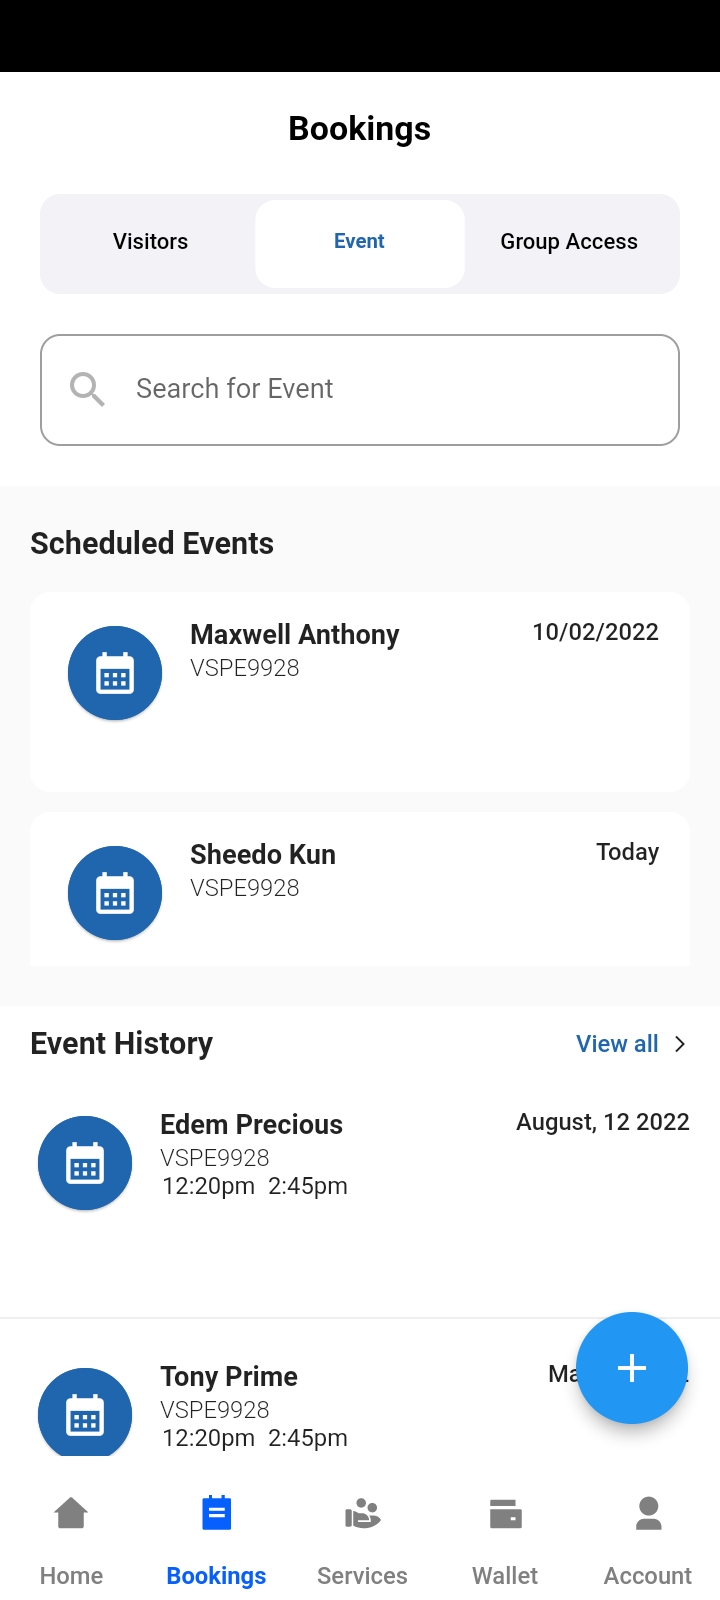 Bookings
Visitors
Event
Group Access
Search for Event
Scheduled Events
Maxwell Anthony
10/02/2022
VSPE9928
Sheedo Kun
Today
VSPE9928
Event History
View all
Edem Precious
August, 12 2022
VSPE9928
12:20pm 2:45pm
Tony Prime
VSPE9928
12:20pm 2:45pm
Home
Bookings
Services
Wallet
Account